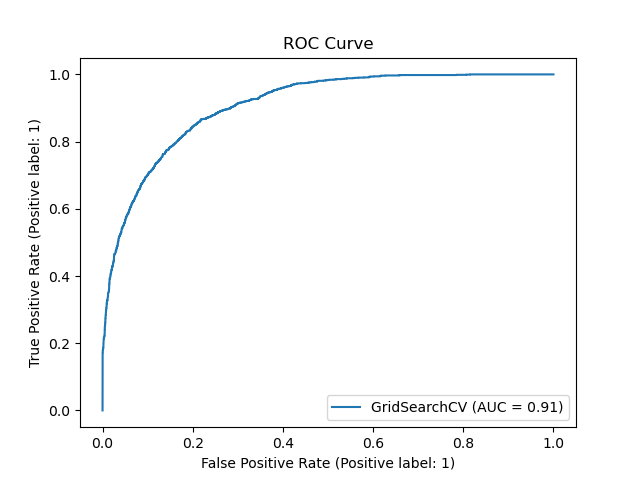 ROC Curve
1.0
0.8
0.6
0.4
0.2
0.0
True Positive Rate (Positive label: 1)
GridSearchCV (AUC = 0.91)
0.0 0.2 0.4 0.6 0.8 1.0
False Positive Rate (Positive label: 1)